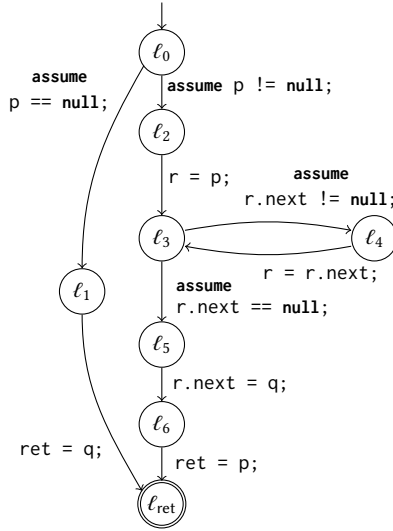 ℓ0
assume
p == null;
assume p != null;
ℓ2
r = p;
assume
r.next != null;
ℓ3
ℓ4
r = r.next;
ℓ1
assume
r.next == null;
ℓ5
r.next = q;
ℓ6
ret = q;
ret = p;
ℓret